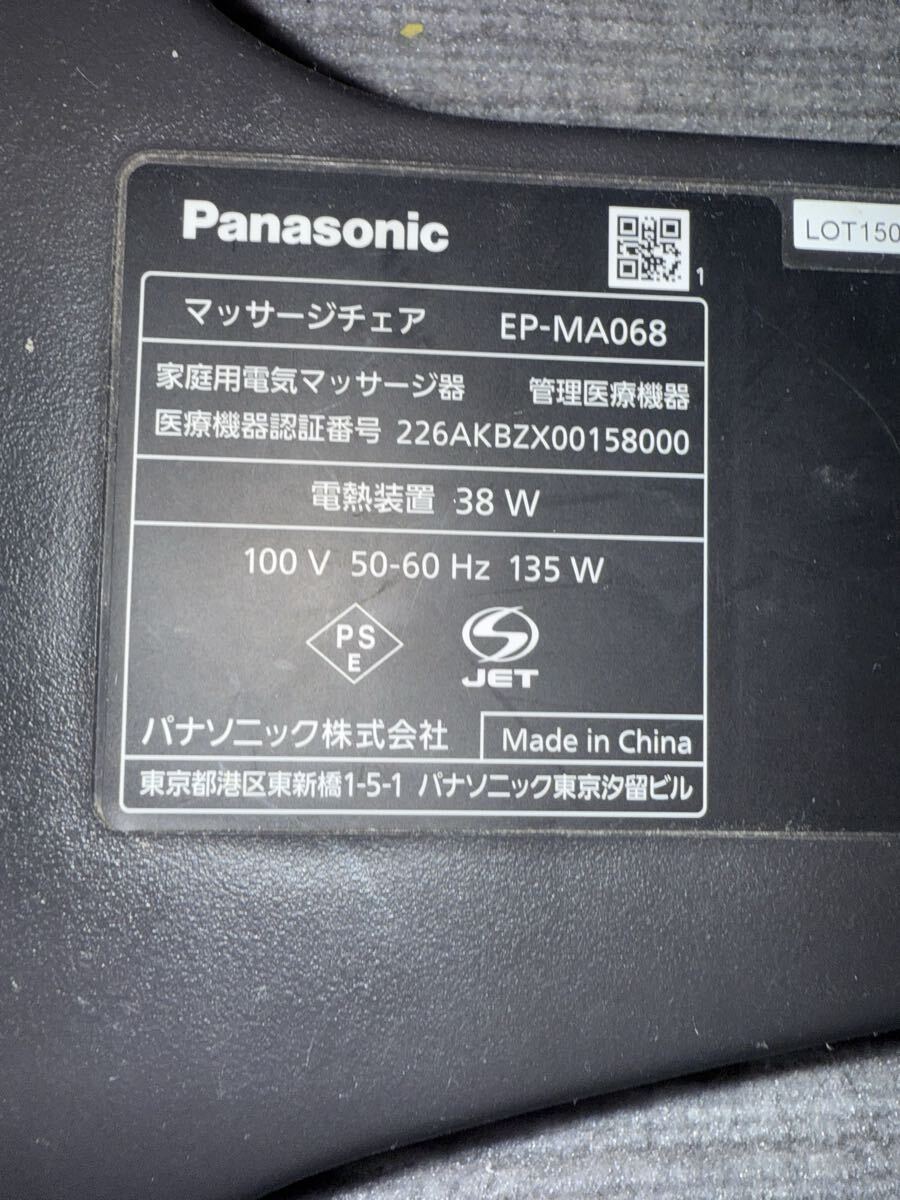 Panasonic
1
LOT150
マッサージチェア EP-MA068
家庭用電気マッサージ器 管理医療機器
医療機器認証番号 226AKBZX00158000
電熱装置 38 W
100 V 50-60 Hz 135 W
PS
E
S
JET
パナソニック株式会社
Made in China
東京都港区東新橋1-5-1 パナソニック東京汐留ビル